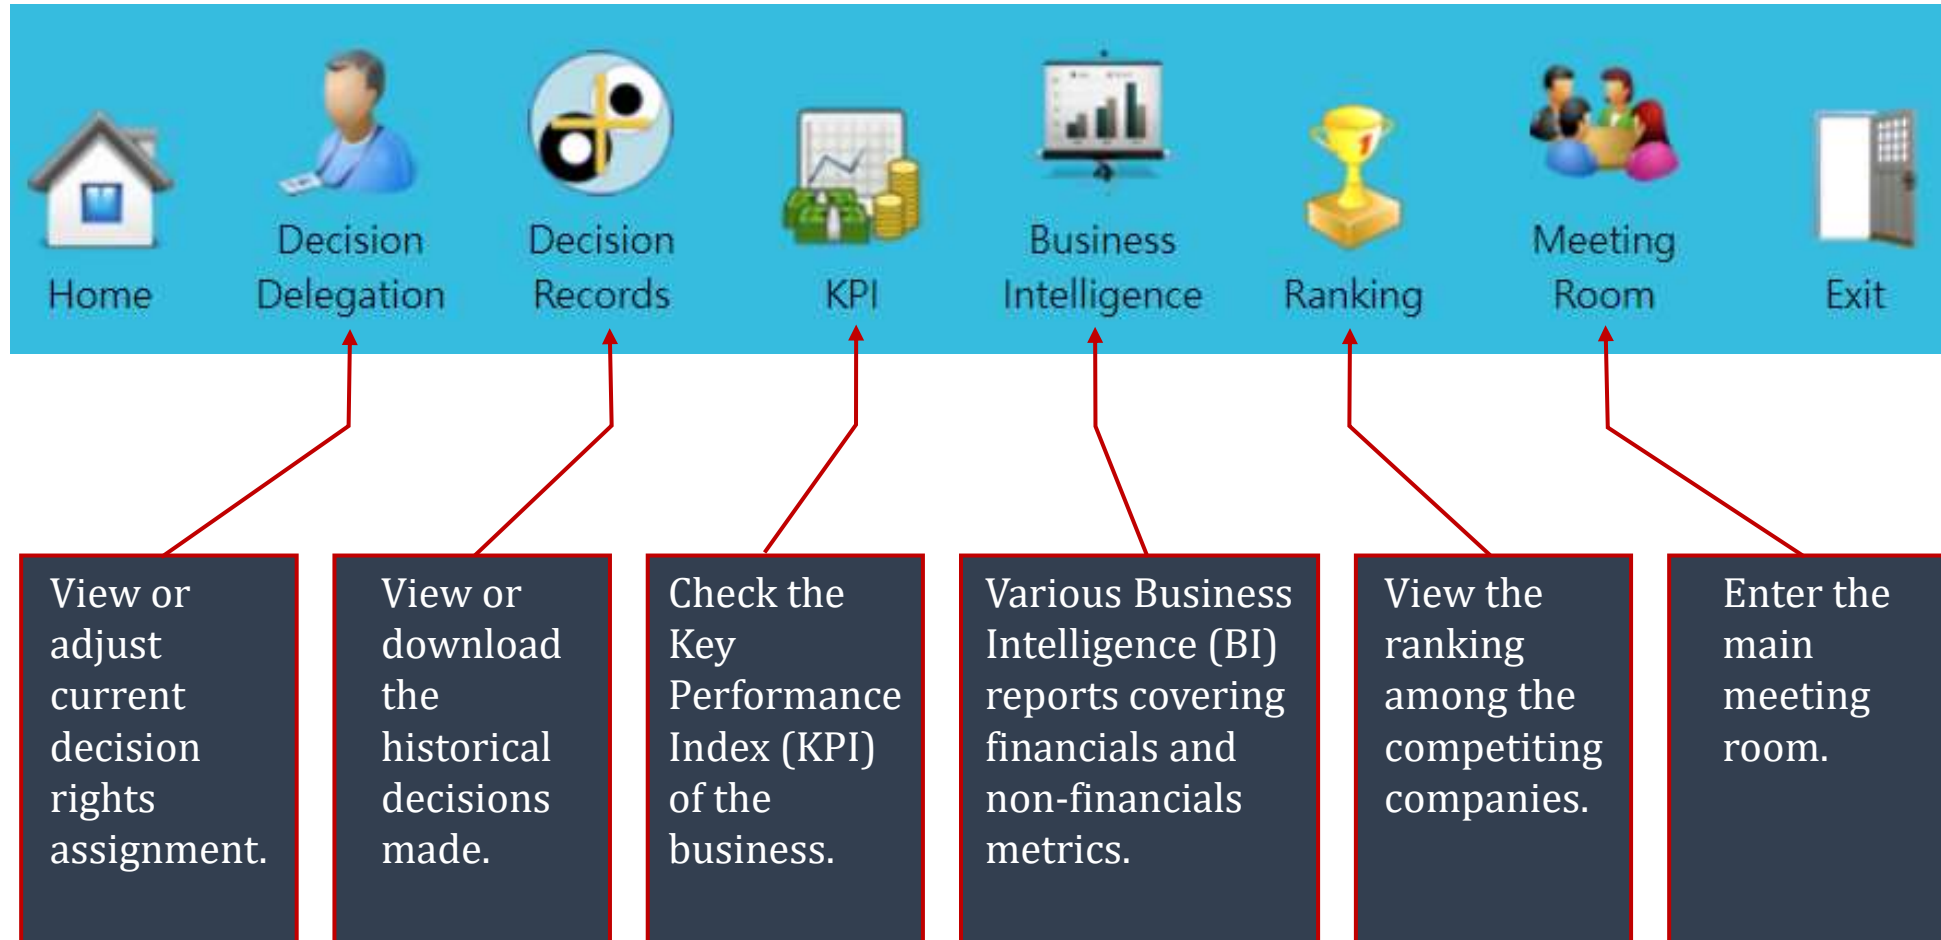 Home
Decision
Delegation
Decision
Records
KPI
Business
Intelligence
1
Ranking
Meeting
Room
Exit
View or
adjust
current
decision
rights
assignment.
View or
download
the
historical
decisions
made.
Check the
Key
Performance
Index (KPI)
of the
business.
Various Business
Intelligence (BI)
reports covering
financials and
non-financials
metrics.
View the
ranking
among the
competiting
companies.
Enter the
main
meeting
room.